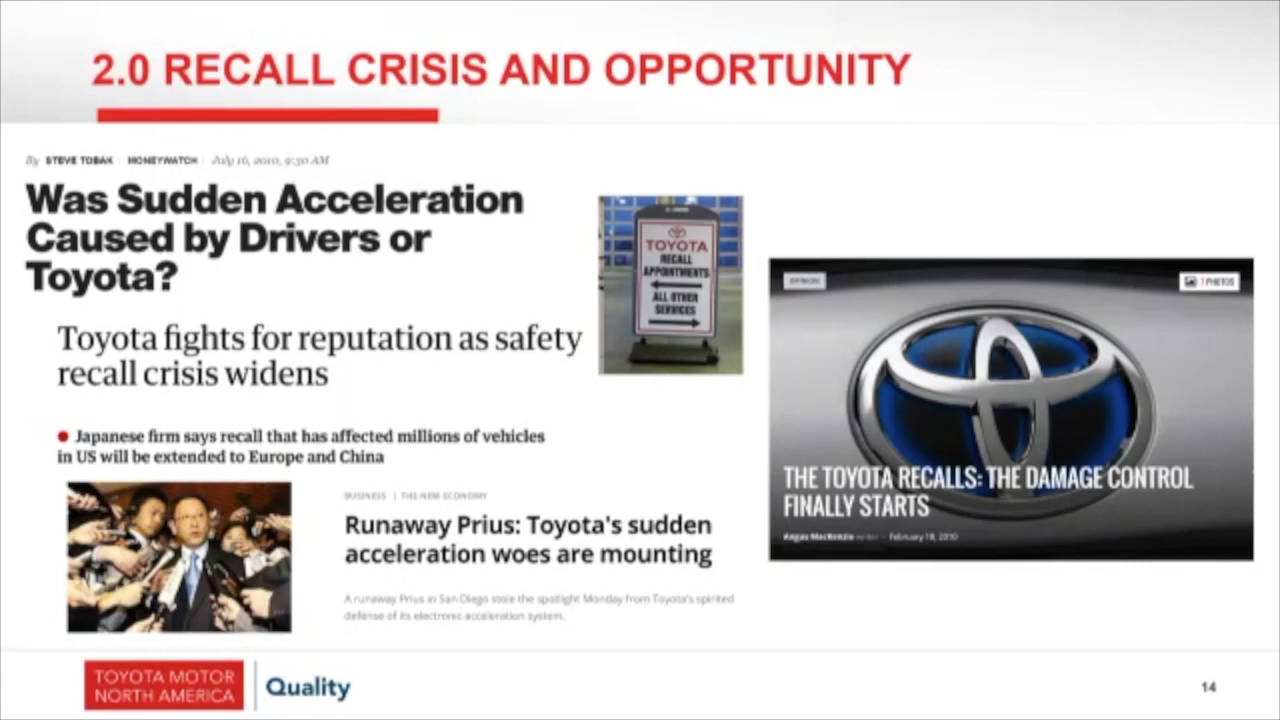 2.0 RECALL CRISIS AND OPPORTUNITY
By STEVE TOBAK MONEYWATCH July 16, 2010, 9:30 AM
Was Sudden Acceleration
Caused by Drivers or
Toyota?
Toyota fights for reputation as safety
recall crisis widens
Japanese firm says recall that has affected millions of vehicles
in US will be extended to Europe and China
TOYOTA
RECALL
APPOINTMENTS
ALL OTHER
SERVICES
BUSINESS | THE NEW ECONOMY
Runaway Prius: Toyota's sudden
acceleration woes are mounting
A runaway Prius in San Diego stole the spotlight Monday from Toyota's spirited
defense of its electronic acceleration system.
OPINION
1 PHOTOS
THE TOYOTA RECALLS: THE DAMAGE CONTROL
FINALLY STARTS
Angus MacKenzie - February 18, 2010
TOYOTA MOTOR
NORTH AMERICA
Quality
14